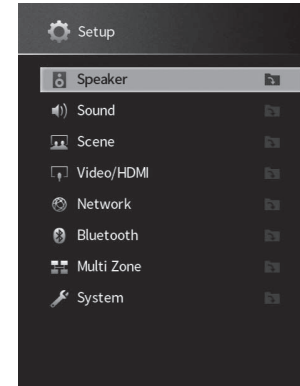 Setup
Speaker
Sound
Scene
Video/HDMI
Network
Bluetooth
Multi Zone
System